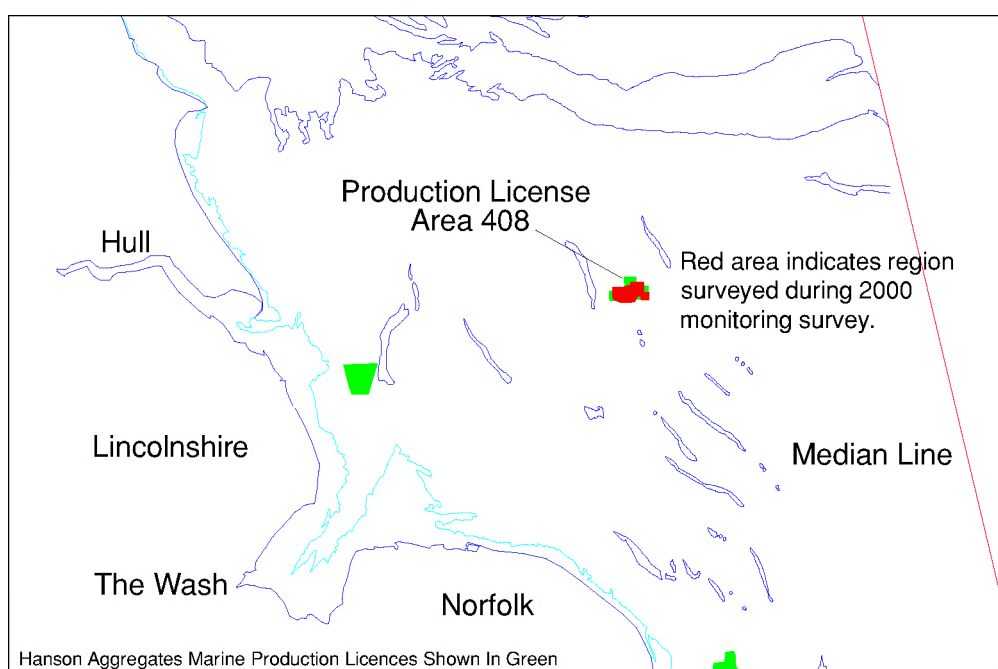 Production License
Area 408
Hull
Red area indicates region
surveyed during 2000
monitoring survey.
Lincolnshire
Median Line
The Wash
Norfolk
Hanson Aggregates Marine Production Licences Shown In Green